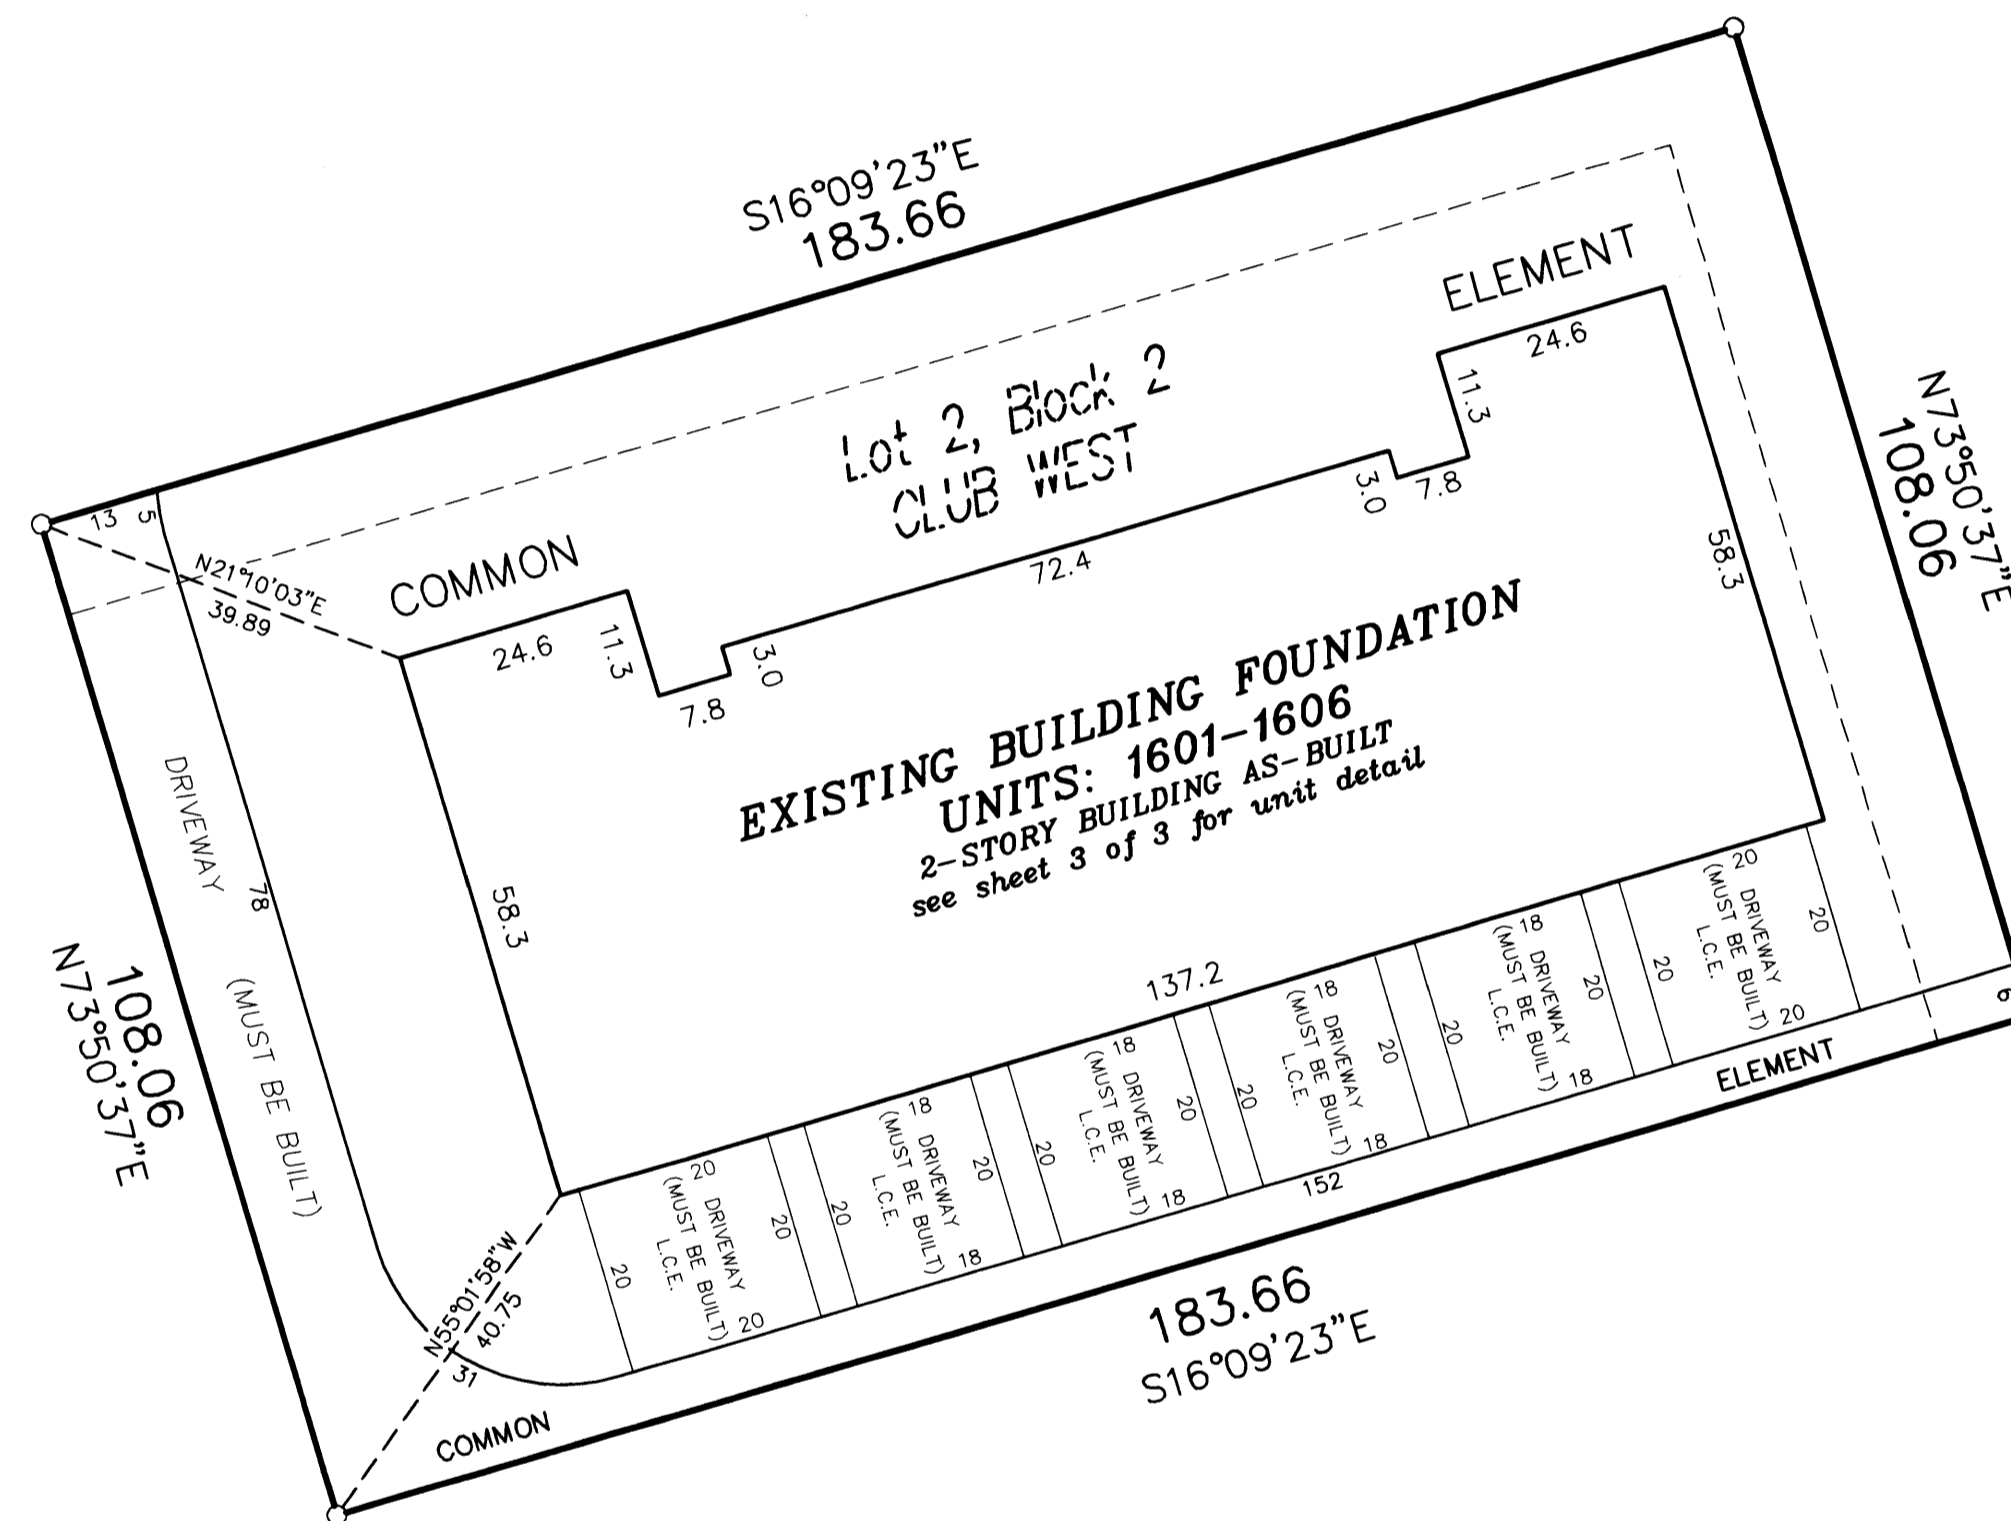 S16°09'23"E
183.66
ELEMENT
24.6
11.3
Lot 2, Block 2
CLUB WEST
3.0
7.8
N73°50'37"E
108.06
13
5
N21°10'03"E
39.89
COMMON
24.6
11.3
7.8
3.0
72.4
58.3
EXISTING BUILDING FOUNDATION
UNITS: 1601-1606
2-STORY BUILDING AS-BUILT
see sheet 3 of 3 for unit detail
DRIVEWAY
78
(MUST BE BUILT)
58.3
137.2
108.06
N73°50'37"E
20
DRIVEWAY
(MUST BE BUILT)
L.C.E.
20
20
20
18
DRIVEWAY
(MUST BE BUILT)
L.C.E.
20
20
18
18
DRIVEWAY
(MUST BE BUILT)
L.C.E.
20
20
18
18
DRIVEWAY
(MUST BE BUILT)
L.C.E.
20
20
18
18
DRIVEWAY
(MUST BE BUILT)
L.C.E.
20
20
18
20
DRIVEWAY
(MUST BE BUILT)
L.C.E.
20
20
20
6
ELEMENT
152
N55°01'58"W
40.75
31
COMMON
183.66
S16°09'23"E